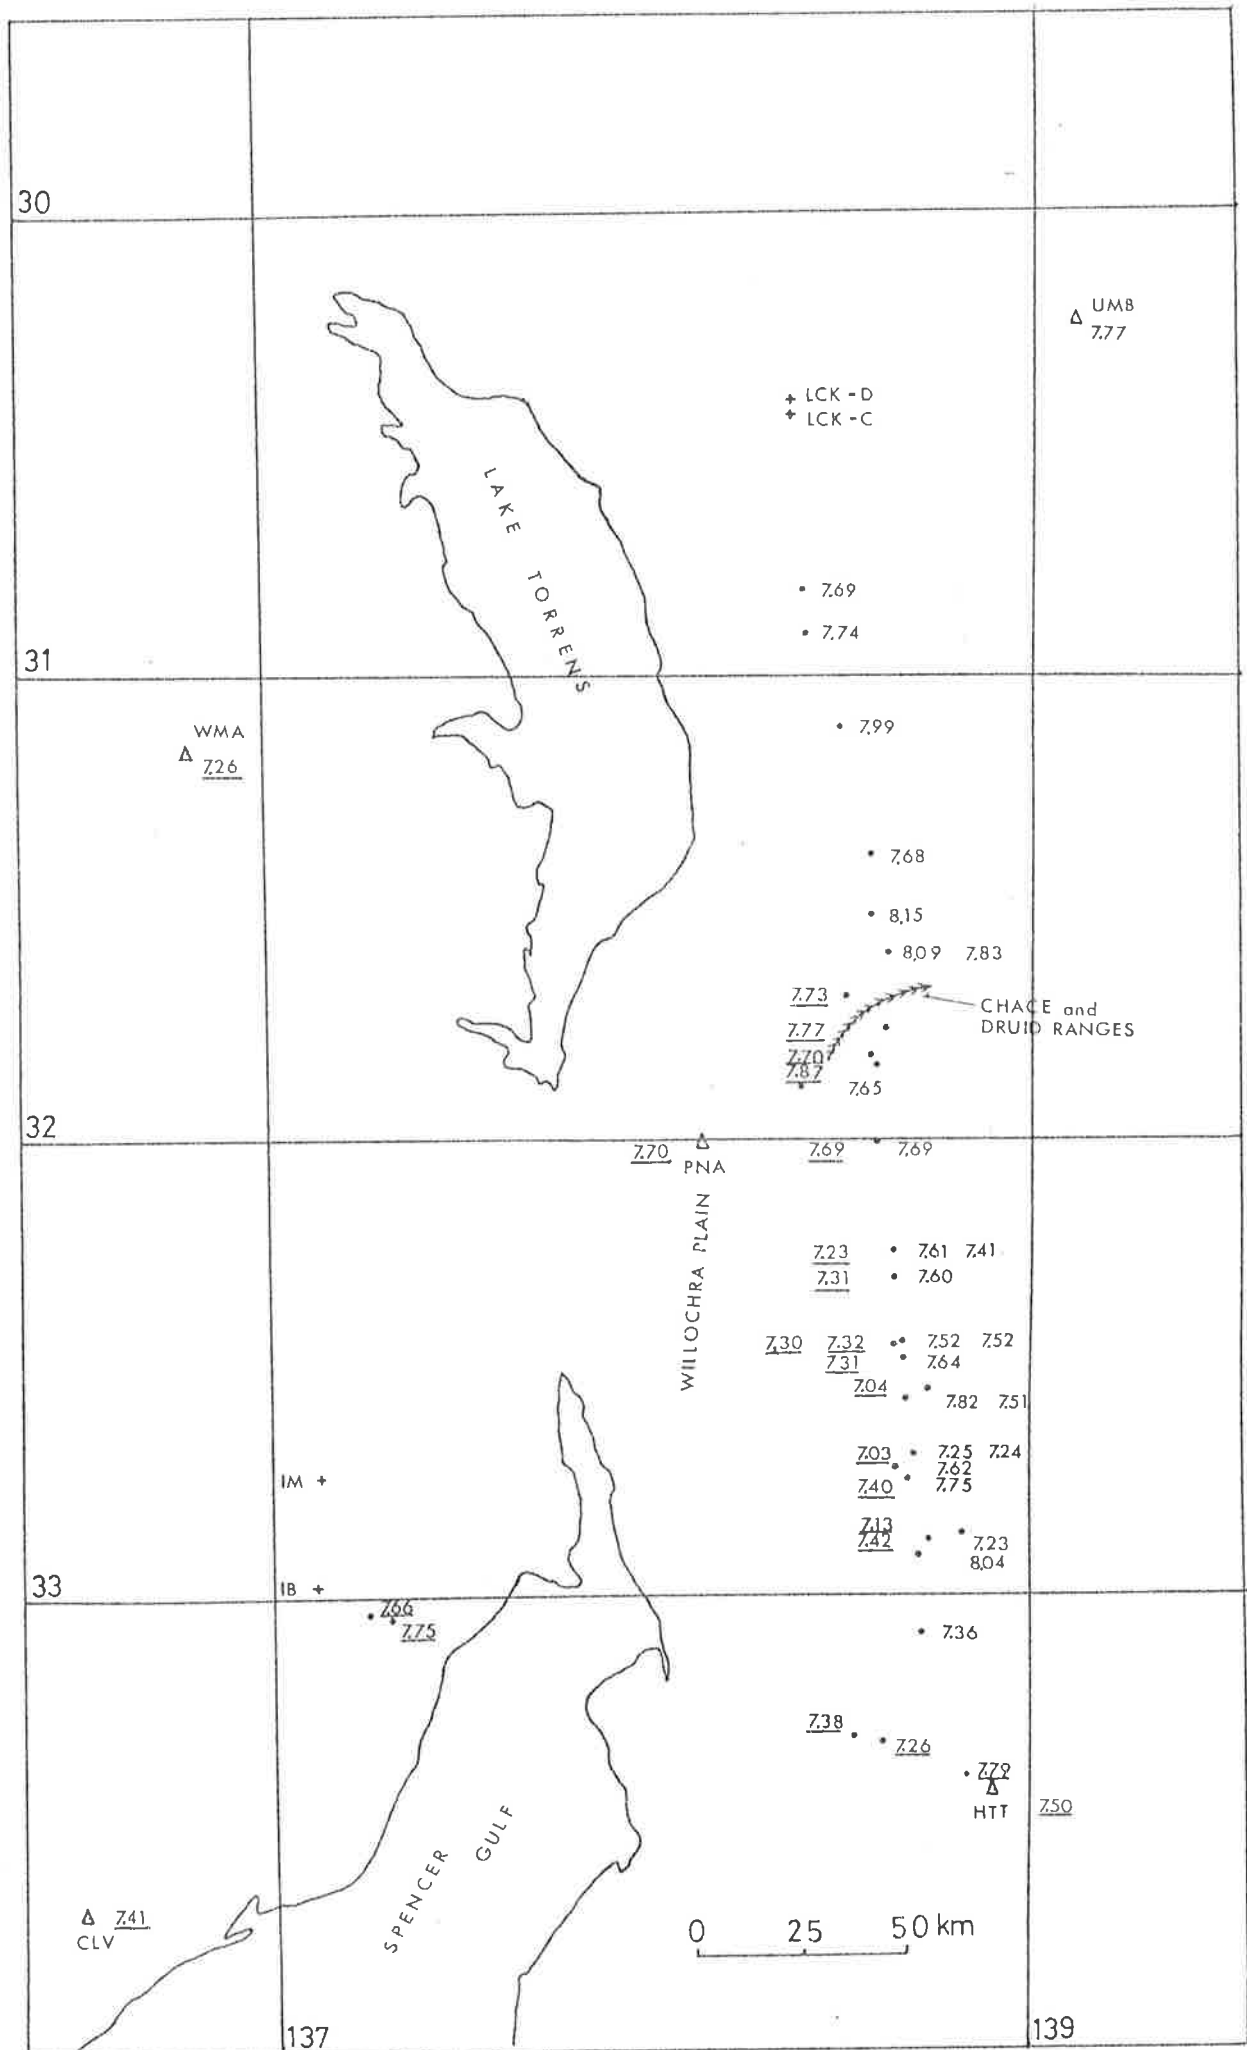 30
UMB
7.77
LCK - D
LCK - C
LAKE TORRENS
7.69
7.74
31
WMA
7.26
7.99
7.68
8.15
8.09 7.83
7.73
CHACE and
DRUID RANGES
7.77
7.70
7.87
7.65
32
7.70
PNA
7.69 7.69
WILLOCHRA PLAIN
7.23 7.61 7.41
7.31 7.60
7.30 7.32 7.52 7.52
7.31 7.64
7.04
7.82 7.51
7.03 7.25 7.24
7.62
7.40 7.75
IM
7.13
7.42 7.23
8.04
IB
33
7.66
7.75
7.36
7.38
7.26
7.79
HTT 7.50
SPENCER GULF
7.41
CLV
0 25 50 km
137
139